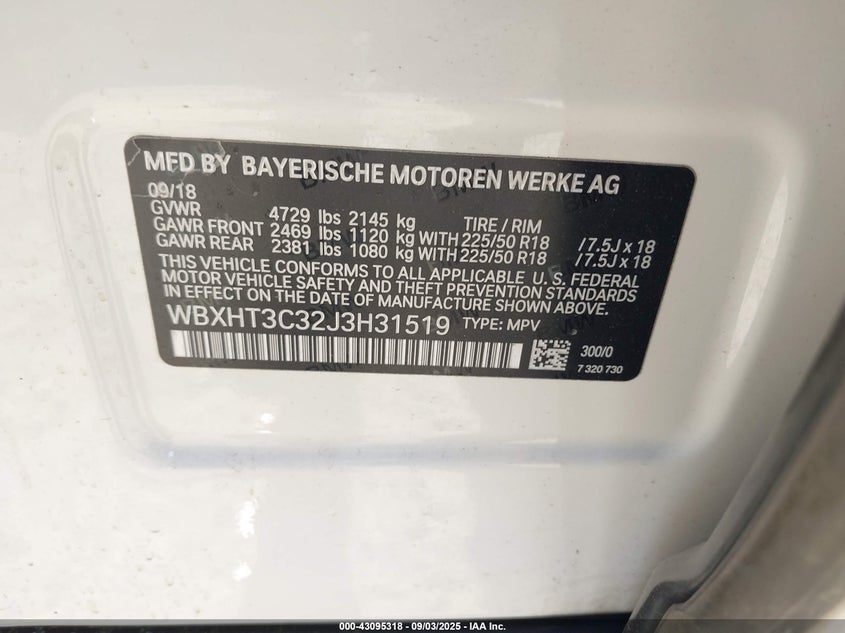 MFD BY BAYERISCHE MOTOREN WERKE AG
09/18
GVWR 4729 lbs 2145 kg TIRE / RIM
GAWR FRONT 2469 lbs 1120 kg WITH 225/50 R18 /7.5J x 18
GAWR REAR 2381 lbs 1080 kg WITH 225/50 R18 /7.5J x 18
THIS VEHICLE CONFORMS TO ALL APPLICABLE U. S. FEDERAL
MOTOR VEHICLE SAFETY AND THEFT PREVENTION STANDARDS
IN EFFECT ON THE DATE OF MANUFACTURE SHOWN ABOVE.
WBXHT3C32J3H31519 TYPE: MPV
300/0
7 320 730
000-43095318 - 09/03/2025 - IAA Inc.